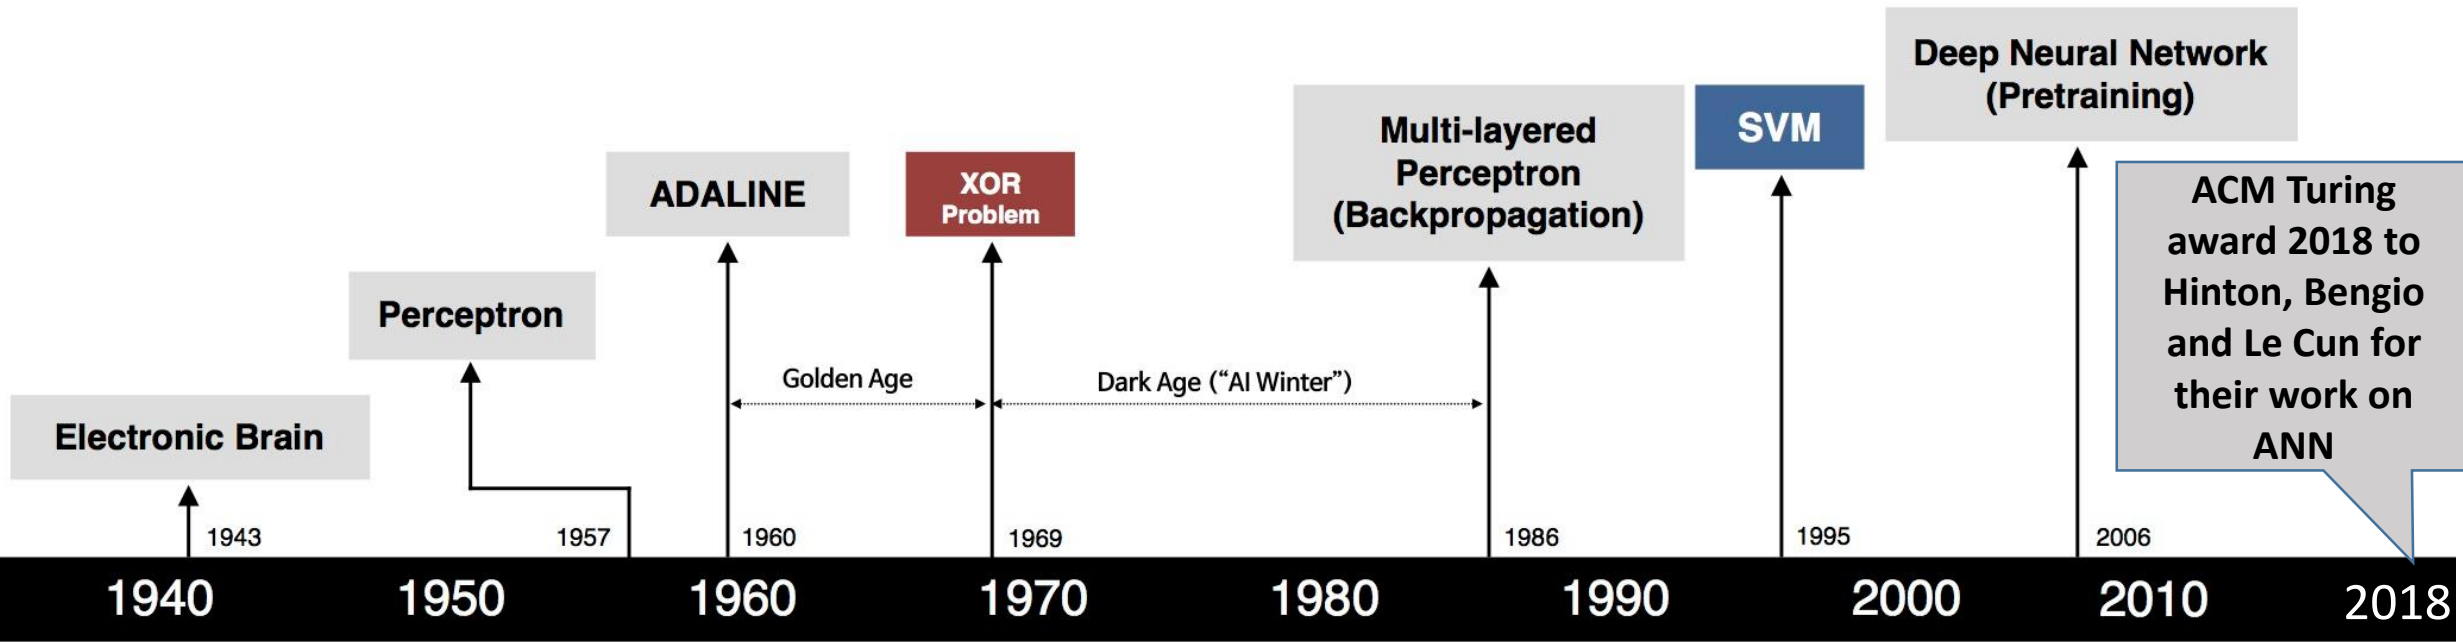 Electronic Brain
1943
Perceptron
1957
ADALINE
1960
Golden Age
XOR
Problem
1969
Dark Age (“AI Winter”)
Multi-layered
Perceptron
(Backpropagation)
1986
SVM
1995
Deep Neural Network
(Pretraining)
2006
ACM Turing
award 2018 to
Hinton, Bengio
and Le Cun for
their work on
ANN
1940 1950 1960 1970 1980 1990 2000 2010 2018